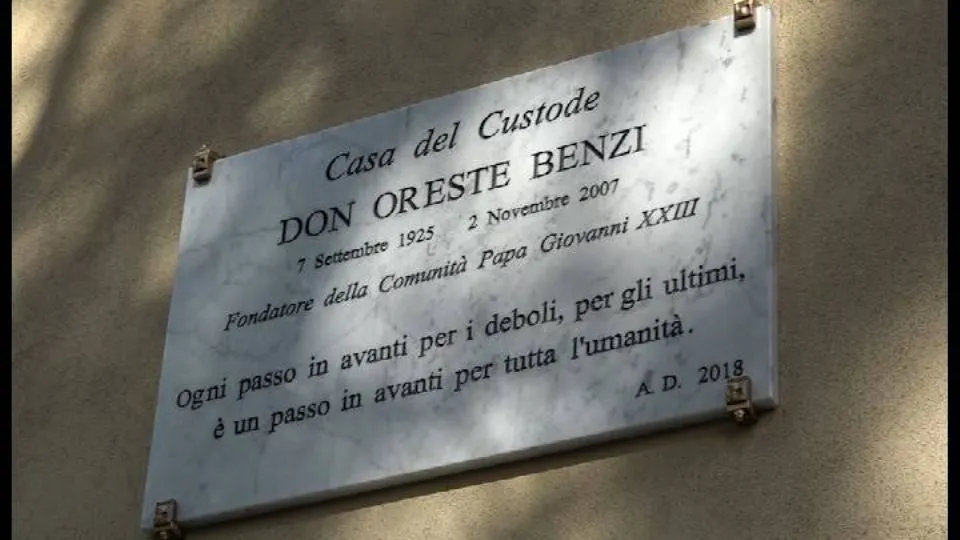 Casa del Custode
DON ORESTE BENZI
7 Settembre 1925 2 Novembre 2007
Fondatore della Comunità Papa Giovanni XXIII
Ogni passo in avanti per i deboli, per gli ultimi,
è un passo in avanti per tutta l'umanità.
A. D. 2018